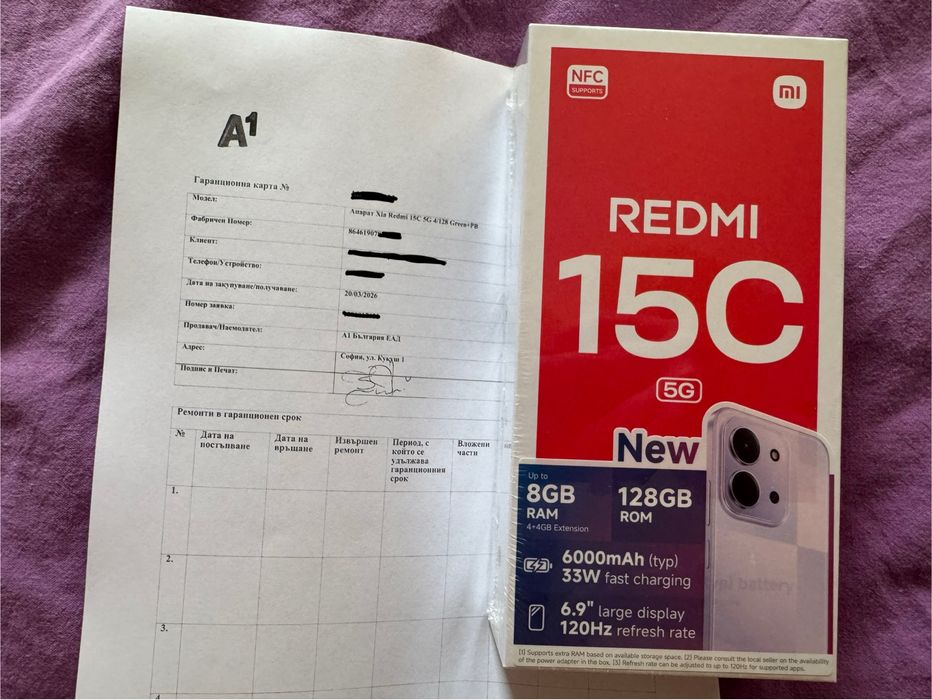 A1
Гаранционна карта №
Модел: Апарат Xia Redmi 15C 5G 4/128 Green+PB
Фабричен Номер: 86461907
Клиент:
Телефон/Устройство:
Дата на закупуване/получаване: 20/03/2026
Номер заявка:
Продавач/Наемодател: А1 България ЕАД
Адрес: София, ул. Кукуш 1
Подпис и Печат:
Ремонти в гаранционен срок
№ Дата на постъпване Дата на връщане Извършен ремонт Период, с който се удължава гаранционния срок Вложени части
1.
2.
3.
4
NFC
SUPPORTS
mi
REDMI
15C
5G
New
Up to
8GB 128GB
RAM ROM
4+4GB Extension
6000mAh (typ)
33W fast charging
battery
6.9" large display
120Hz refresh rate
[1] Supports extra RAM based on available storage space. [2] Please consult the local seller on the availability
of the power adapter in the box. [3] Refresh rate can be adjusted to up to 120Hz for supported apps.